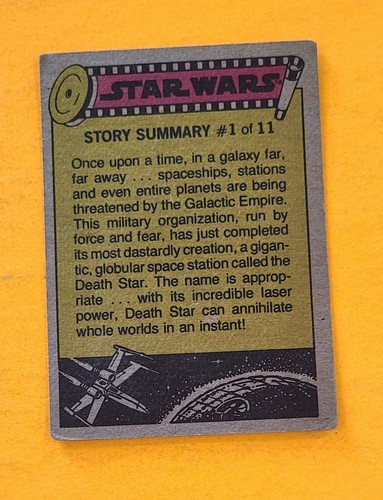 STAR WARS
STORY SUMMARY #1 of 11
Once upon a time, in a galaxy far,
far away ... spaceships, stations
and even entire planets are being
threatened by the Galactic Empire.
This military organization, run by
force and fear, has just completed
its most dastardly creation, a gigan-
tic, globular space station called the
Death Star. The name is approp-
riate ... with its incredible laser
power, Death Star can annihilate
whole worlds in an instant!